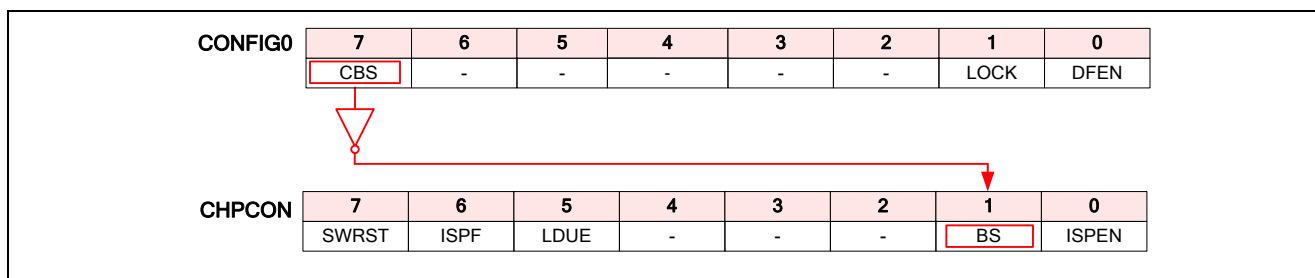 CONFIG0 7 6 5 4 3 2 1 0
CBS - - - - - LOCK DFEN
CHPCON 7 6 5 4 3 2 1 0
SWRST ISPF LDUE - - - BS ISPEN